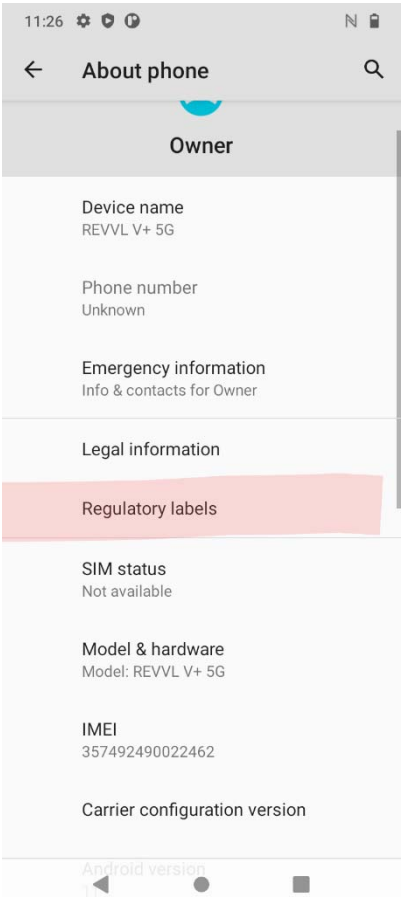 11:26
About phone
Owner
Device name
REVVL V+ 5G
Phone number
Unknown
Emergency information
Info & contacts for Owner
Legal information
Regulatory labels
SIM status
Not available
Model & hardware
Model: REVVL V+ 5G
IMEI
357492490022462
Carrier configuration version
Android version